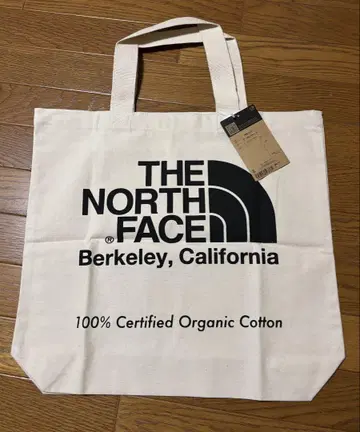 THE
NORTH
® FACE
Berkeley, California
100% Certified Organic Cotton